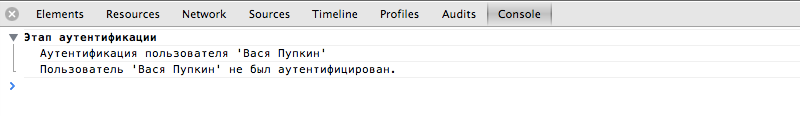 Elements Resources Network Sources Timeline Profiles Audits Console
Этап аутентификации
Аутентификация пользователя 'Вася Пупкин'
Пользователь 'Вася Пупкин' не был аутентифицирован.